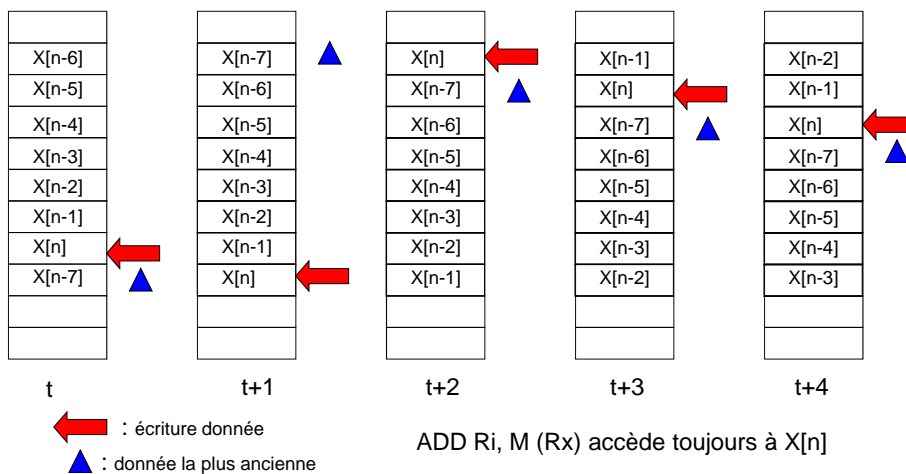 X[n-6] X[n-7] X[n] X[n-1] X[n-2]
X[n-5] X[n-6] X[n-7] X[n] X[n-1]
X[n-4] X[n-5] X[n-6] X[n-7] X[n]
X[n-3] X[n-4] X[n-5] X[n-6] X[n-7]
X[n-2] X[n-3] X[n-4] X[n-5] X[n-6]
X[n-1] X[n-2] X[n-3] X[n-4] X[n-5]
X[n] X[n-1] X[n-2] X[n-3] X[n-4]
X[n-7] X[n] X[n-1] X[n-2] X[n-3]
t t+1 t+2 t+3 t+4
: écriture donnée
ADD Ri, M (Rx) accède toujours à X[n]
: donnée la plus ancienne